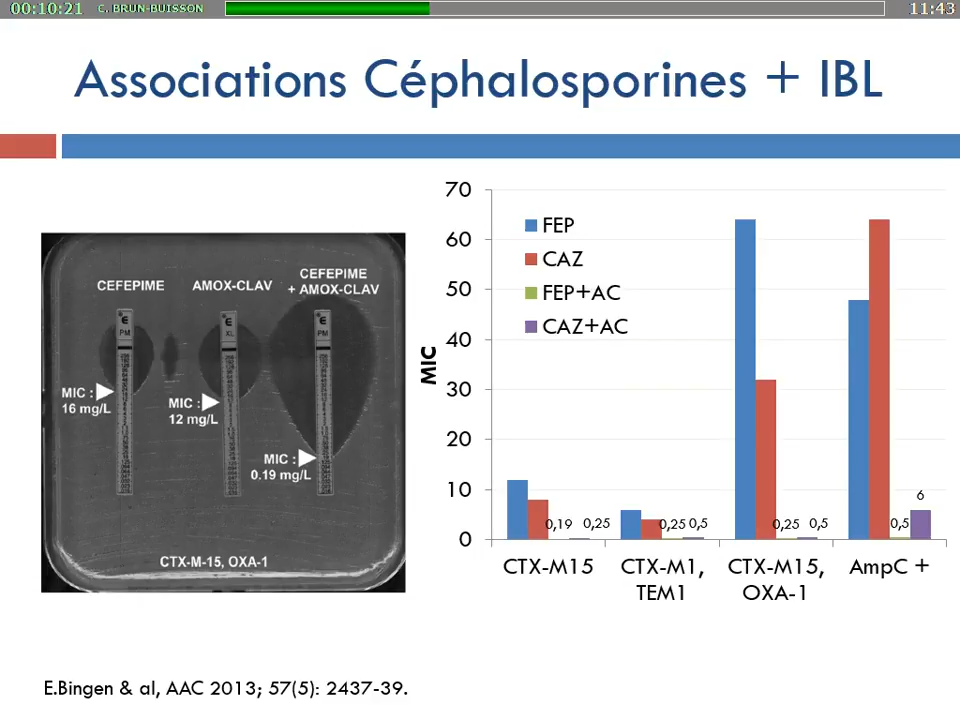 00:10:21 C. BRUN-BUISSON 11:43
Associations Céphalosporines + IBL
CEFEPIME
AMOX-CLAV
CEFEPIME
+ AMOX-CLAV
PM
XL
PM
MIC :
16 mg/L
MIC :
12 mg/L
MIC :
0.19 mg/L
CTX-M-15, OXA-1
MIC
70
60
50
40
30
20
10
0
FEP
CAZ
FEP+AC
CAZ+AC
0,19 0,25
0,25 0,5
0,25 0,5
0,5 6
CTX-M15
CTX-M1,
TEM1
CTX-M15,
OXA-1
AmpC +
E.Bingen & al, AAC 2013; 57(5): 2437-39.